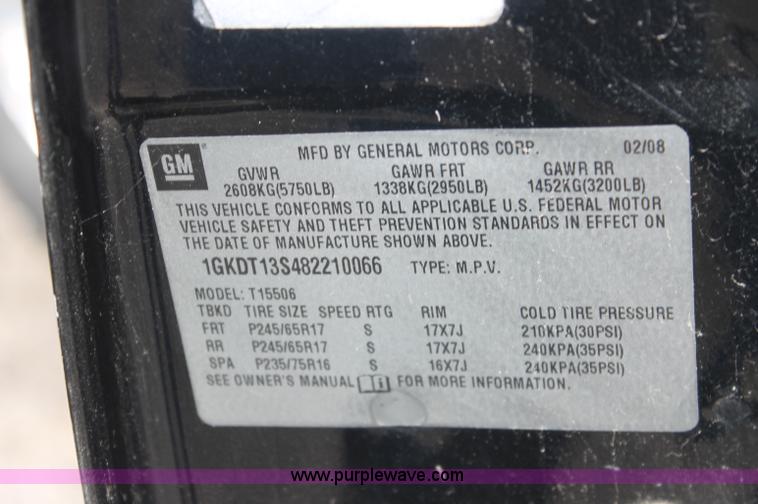 GM
MFD BY GENERAL MOTORS CORP. 02/08
GVWR GAWR FRT GAWR RR
2608KG(5750LB) 1338KG(2950LB) 1452KG(3200LB)
THIS VEHICLE CONFORMS TO ALL APPLICABLE U.S. FEDERAL MOTOR
VEHICLE SAFETY AND THEFT PREVENTION STANDARDS IN EFFECT ON
THE DATE OF MANUFACTURE SHOWN ABOVE.
1GKDT13S482210066 TYPE: M.P.V.
MODEL: T15506
TBKD TIRE SIZE SPEED RTG RIM COLD TIRE PRESSURE
FRT P245/65R17 S 17X7J 210KPA(30PSI)
RR P245/65R17 S 17X7J 240KPA(35PSI)
SPA P235/75R16 S 16X7J 240KPA(35PSI)
SEE OWNER'S MANUAL FOR MORE INFORMATION.
www.purplewave.com